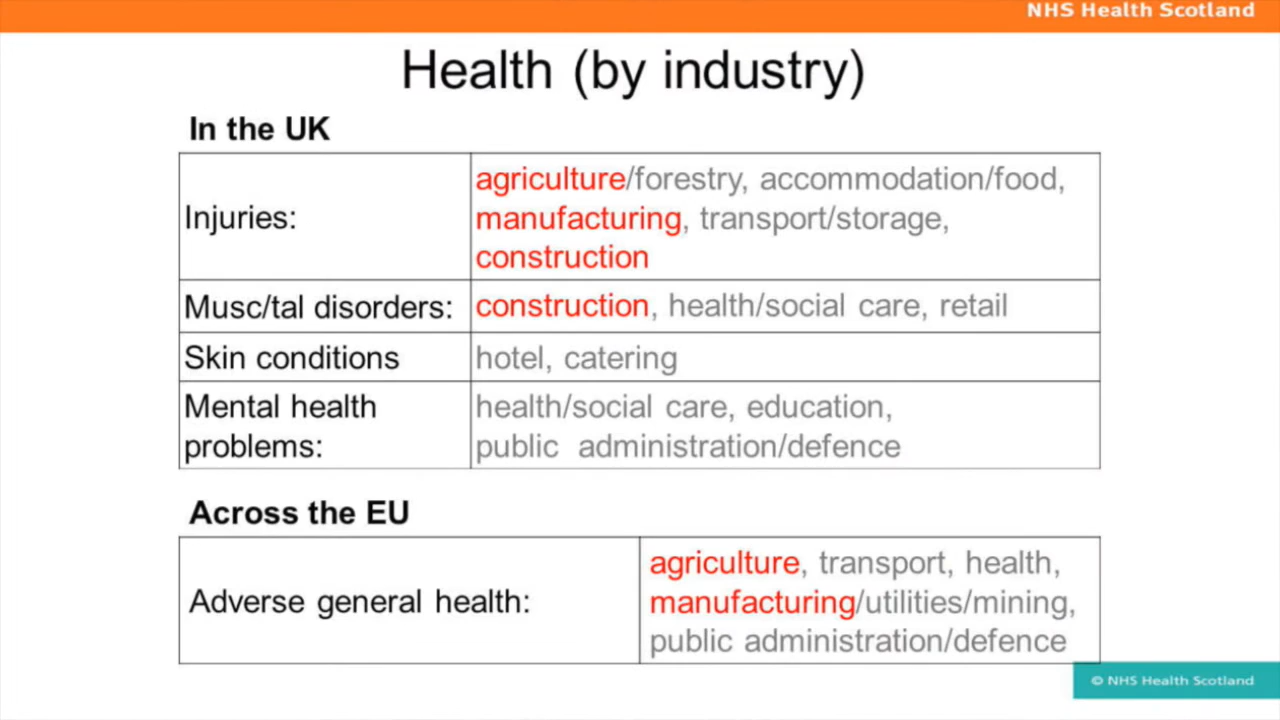 NHS Health Scotland
Health (by industry)
In the UK
Injuries:
agriculture/forestry, accommodation/food,
manufacturing, transport/storage,
construction
Musc/tal disorders:
construction, health/social care, retail
Skin conditions
hotel, catering
Mental health
problems:
health/social care, education,
public administration/defence
Across the EU
Adverse general health:
agriculture, transport, health,
manufacturing/utilities/mining,
public administration/defence
© NHS Health Scotland